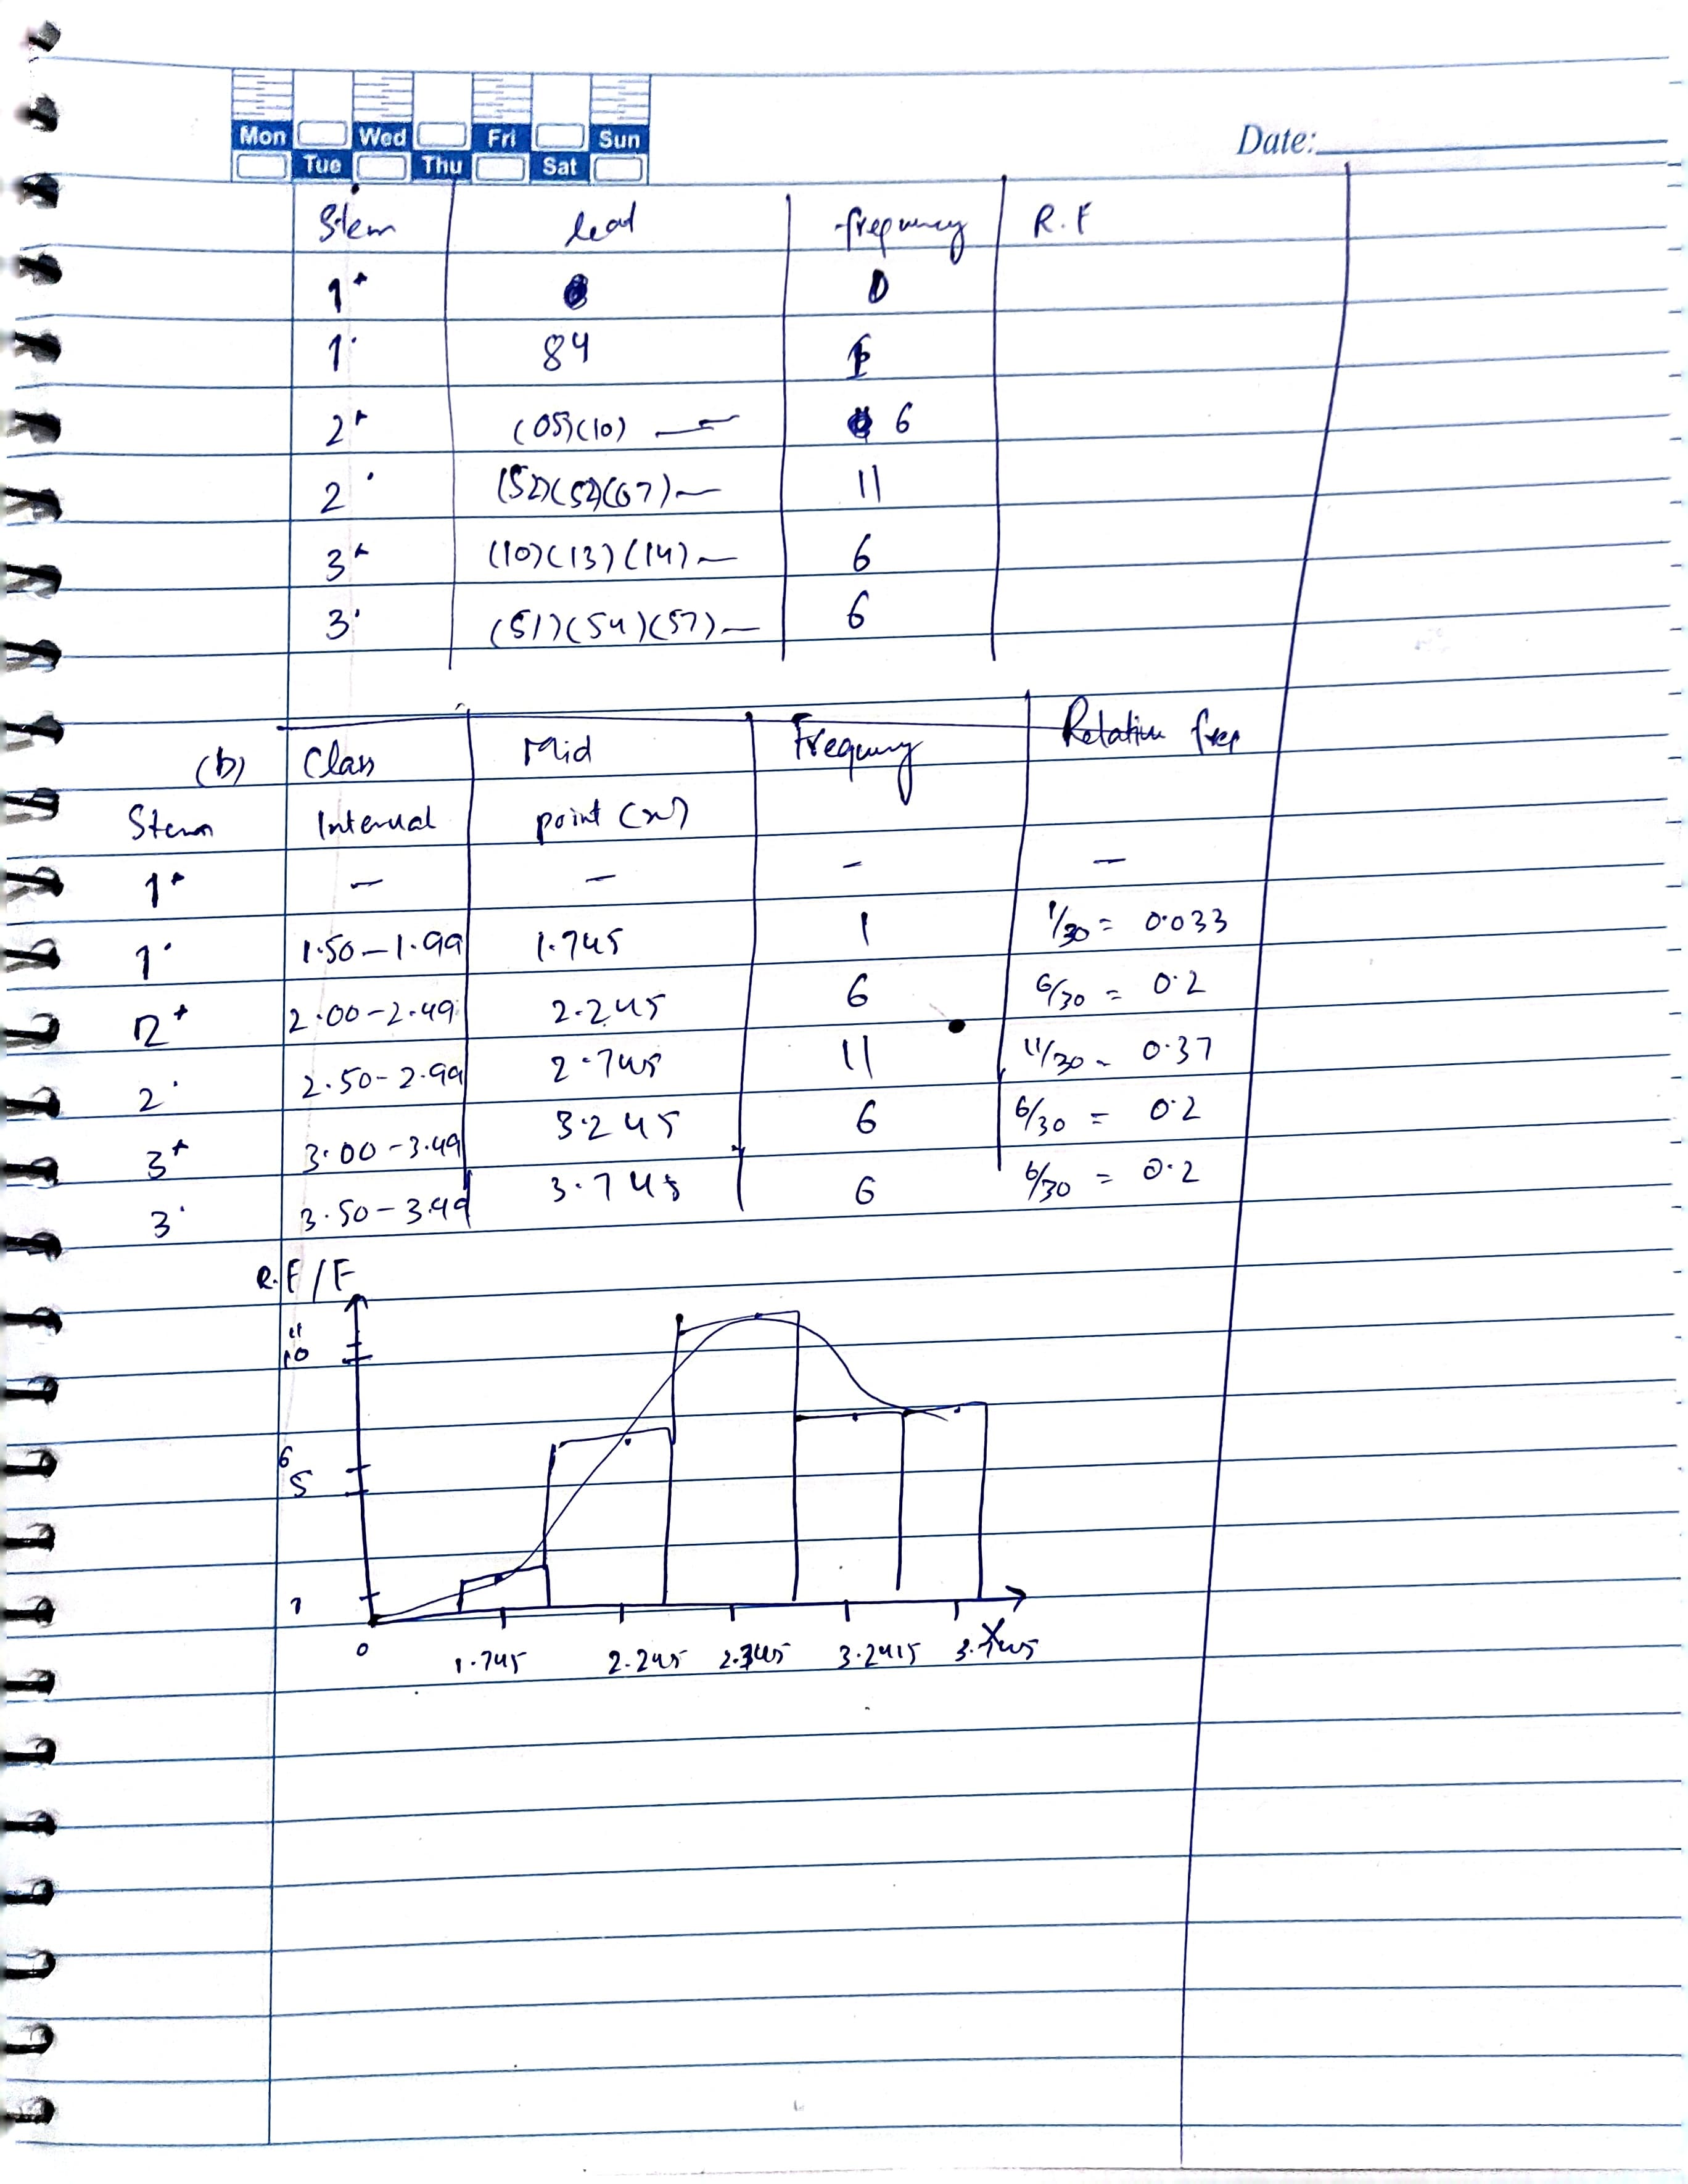 Mon Wed Fri Sun
Tue Thu Sat
Date:
Stem leaf frequency R.F
1* 0 0
1· 84 1
2* (05)(10) — 6
2· (52)(52)(67) — 11
3* (10)(13)(14) — 6
3· (51)(54)(57) — 6
(b) Class Mid Frequency Relative freq
Stem Interval point (x)
1* — — — —
1· 1.50-1.99 1.745 1 1/30 = 0.033
2* 2.00-2.49 2.245 6 6/30 = 0.2
2· 2.50-2.99 2.745 11 11/30 = 0.37
3* 3.00-3.49 3.245 6 6/30 = 0.2
3· 3.50-3.99 3.745 6 6/30 = 0.2
R.F/F
11
10
6
5
1
0 1.745 2.245 2.745 3.245 3.745
X